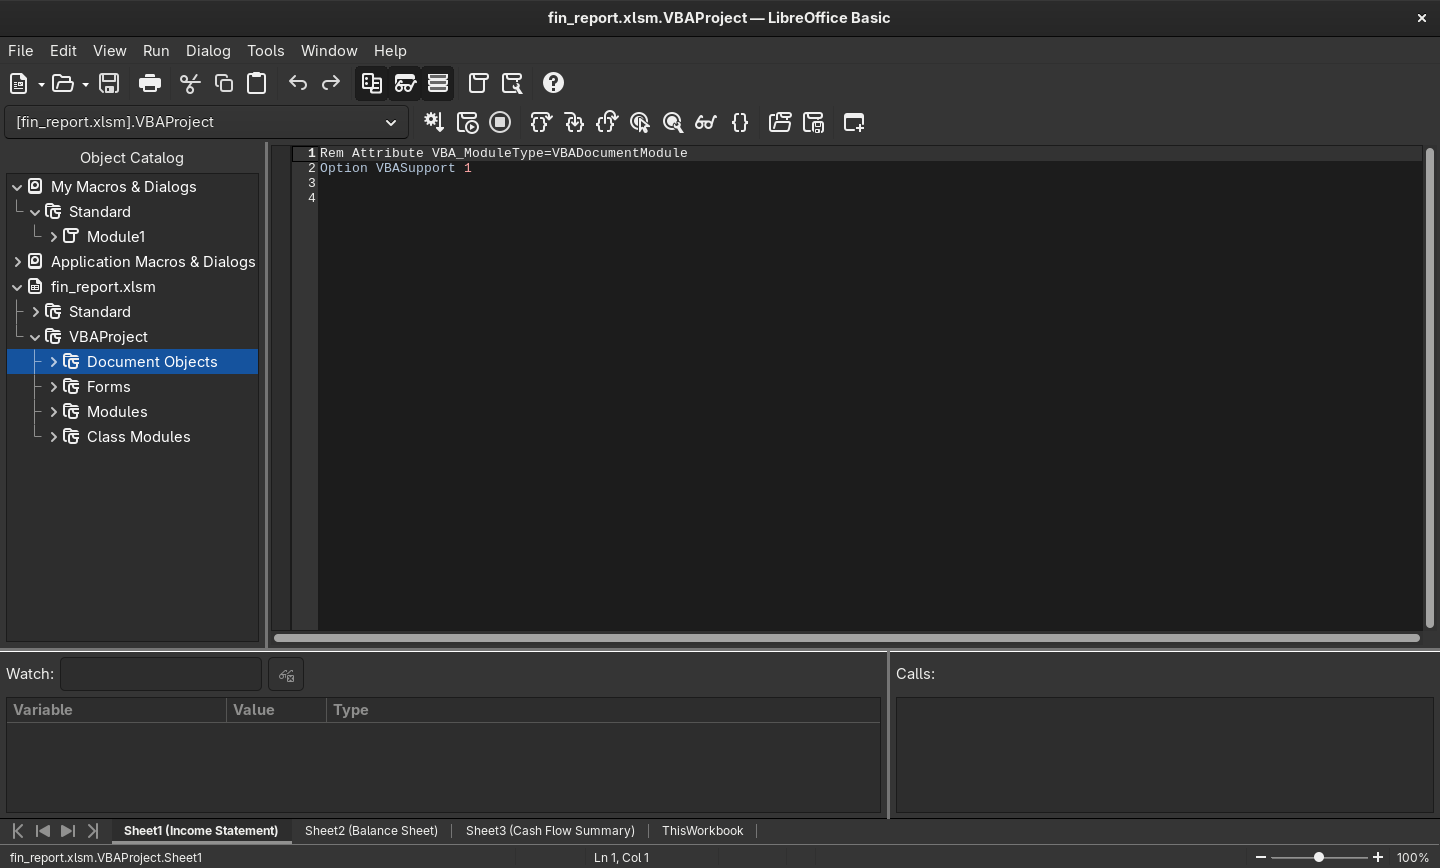 fin_report.xlsm.VBAProject — LibreOffice Basic
File Edit View Run Dialog Tools Window Help
[fin_report.xlsm].VBAProject
Object Catalog
My Macros & Dialogs
Standard
Module1
Application Macros & Dialogs
fin_report.xlsm
Standard
VBAProject
Document Objects
Forms
Modules
Class Modules
1 Rem Attribute VBA_ModuleType=VBADocumentModule
2 Option VBASupport 1
3
4
Watch:
Variable Value Type
Calls:
Sheet1 (Income Statement) Sheet2 (Balance Sheet) Sheet3 (Cash Flow Summary) ThisWorkbook
fin_report.xlsm.VBAProject.Sheet1 Ln 1, Col 1 100%